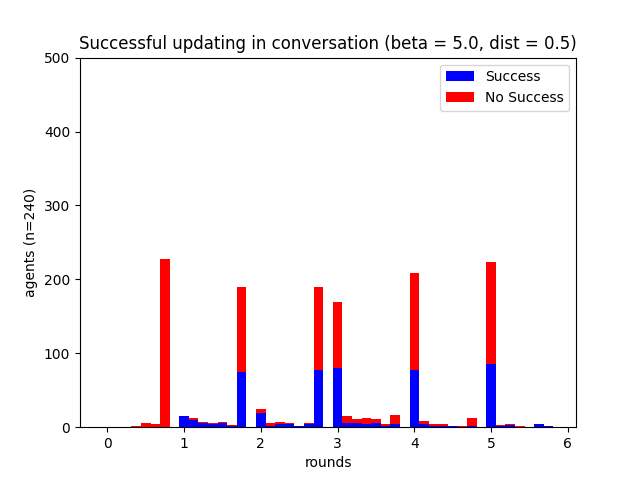 Successful updating in conversation (beta = 5.0, dist = 0.5)
Success
No Success
500
400
300
200
100
0
agents (n=240)
0 1 2 3 4 5 6
rounds